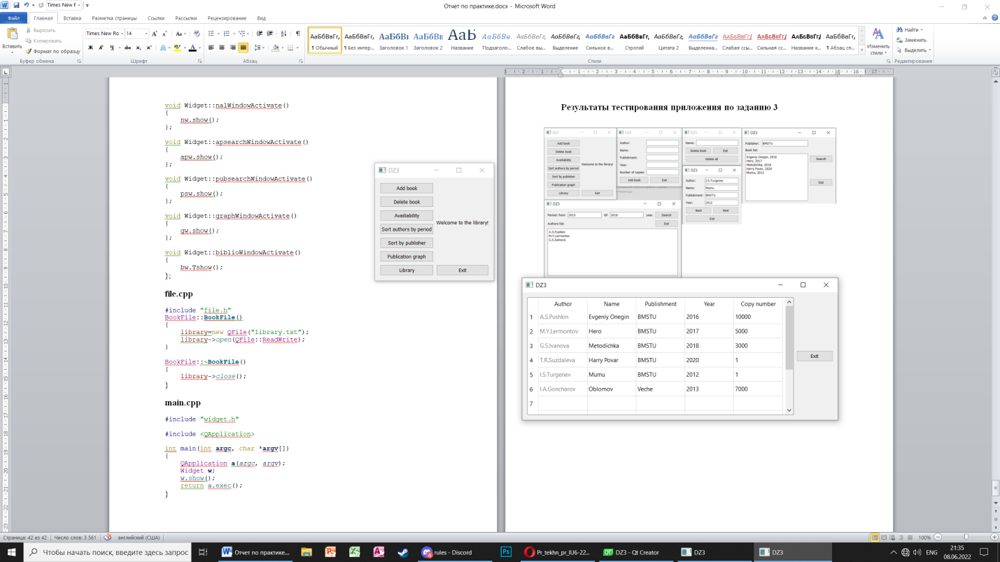 Times New R
Отчет по практике.docx - Microsoft Word
Файл
Главная
Вставка
Разметка страницы
Ссылки
Рассылки
Рецензирование
Вид
Вставить
Вырезать
Копировать
Формат по образцу
Буфер обмена
Times New Ro
14
Шрифт
Абзац
АаБбВвГг,
¶ Обычный
АаБбВвГг,
¶ Без интер...
АаБбВı
Заголовок 1
АаБбВв
Заголовок 2
АаБ
Название
АаБбВв.
Подзаголо...
АаБбВвГг,
Слабое вы...
АаБбВвГг,
Выделение
АаБбВвГг,
Сильное в...
АаБбВвГг,
Строгий
АаБбВвГг,
Цитата 2
АаБбВвГг,
Выделенна...
АаБбВвГг
Слабая ссы...
АаБбВвГг
Сильная сс...
АаБбВвГг,
Название к...
АаБбВвГг,
¶ Абзац сп...
Стили
Изменить
стили
Найти
Заменить
Выделить
Редактирование
void Widget::nalWindowActivate()
{
nw.show();
};
void Widget::apsearchWindowActivate()
{
apw.show();
};
void Widget::pubsearchWindowActivate()
{
psw.show();
};
void Widget::graphWindowActivate()
{
gw.show();
};
void Widget::biblioWindowActivate()
{
bw.Tshow();
};
file.cpp
#include "file.h"
BookFile::BookFile()
{
library=new QFile("library.txt");
library->open(QFile::ReadWrite);
}
BookFile::~BookFile()
{
library->close();
}
main.cpp
#include "widget.h"
#include <QApplication>
int main(int argc, char *argv[])
{
QApplication a(argc, argv);
Widget w;
w.show();
return a.exec();
}
DZ3
Add book
Delete book
Availiability
Sort authors by period
Sort by publisher
Publication graph
Library
Welcome to the library!
Exit
Результаты тестирования приложения по заданию 3
DZ3
Add book
Delete book
Availiability
Sort authors by period
Sort by publisher
Publication graph
Library
Welcome to the library!
Exit
DZ3
Author:
Name:
Publishment:
Year:
Number of copies:
Add book
Exit
DZ3
Name:
Delete book
Exit
Delete all
DZ3
Author:
I.S.Turgenev
Name:
Mumu
Publishment:
BMSTU
Year:
2012
Back
Next
Exit
DZ3
Publisher:
BMSTU
Book list:
Evgeniy Onegin, 2016
Hero, 2017
Metodichka, 2018
Harry Povar, 2020
Mumu, 2012
Search
Exit
DZ3
Period: from
2015
till
2018
year.
Search
Authors list:
Exit
A.S.Pushkin
M.Y.Lermontov
G.S.Ivanova
DZ3
Author Name Publishment Year Copy number
1 A.S.Pushkin Evgeniy Onegin BMSTU 2016 10000
2 M.Y.Lermontov Hero BMSTU 2017 5000
3 G.S.Ivanova Metodichka BMSTU 2018 3000
4 T.R.Suzdaleva Harry Povar BMSTU 2020 1
5 I.S.Turgenev Mumu BMSTU 2012 1
6 I.A.Goncharov Oblomov Veche 2013 7000
7
Exit
Страница: 42 из 42
Число слов: 3 561
английский (США)
100%
Чтобы начать поиск, введите здесь запрос
Отчет по практике...
rules - Discord
Pr_tekhn_pr_IU6-22...
DZ3 - Qt Creator
DZ3
DZ3
ENG
21:35
08.06.2022